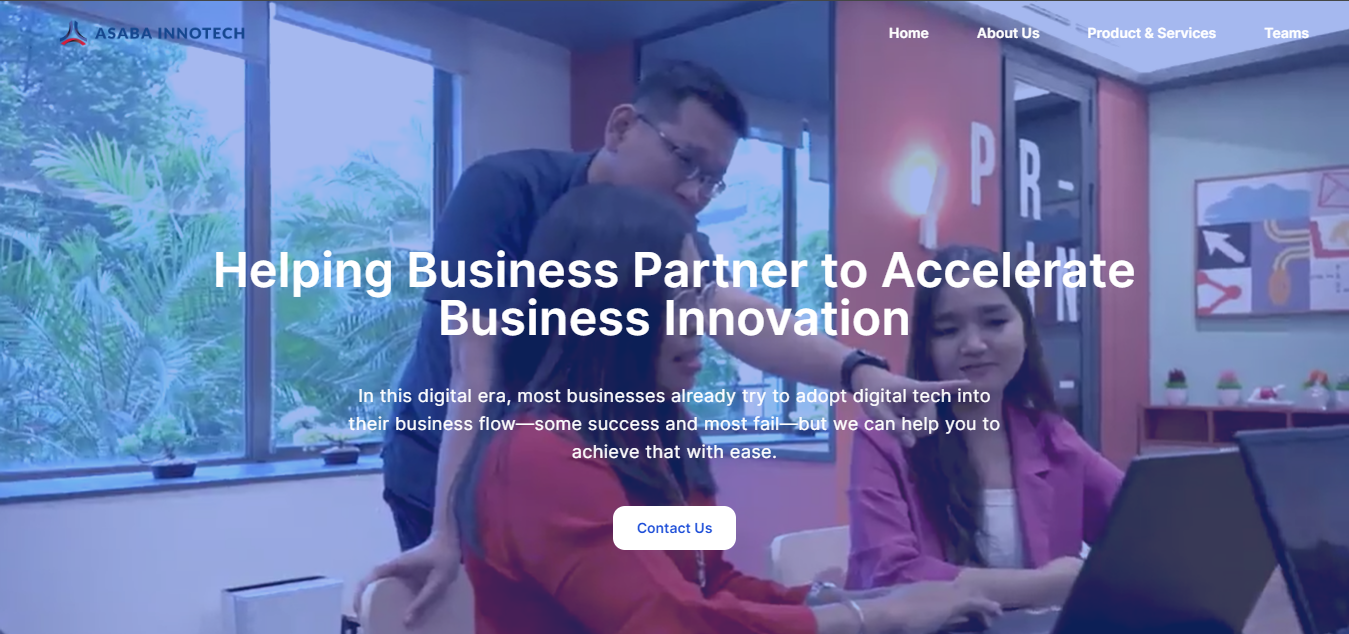 ASABA INNOTECH
Home
About Us
Product & Services
Teams
P
R
I N
Helping Business Partner to Accelerate
Business Innovation
In this digital era, most businesses already try to adopt digital tech into
their business flow—some success and most fail—but we can help you to
achieve that with ease.
Contact Us